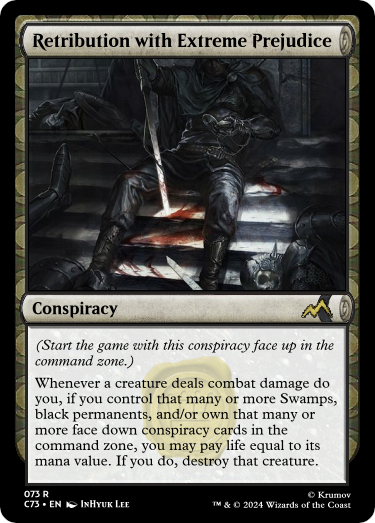 Retribution with Extreme Prejudice
Conspiracy
(Start the game with this conspiracy face up in the
command zone.)
Whenever a creature deals combat damage do
you, if you control that many or more Swamps,
black permanents, and/or own that many or
more face down conspiracy cards in the
command zone, you may pay life equal to its
mana value. If you do, destroy that creature.
073 R
© Krumov
C73 • EN InHyuk Lee
™ & © 2024 Wizards of the Coast